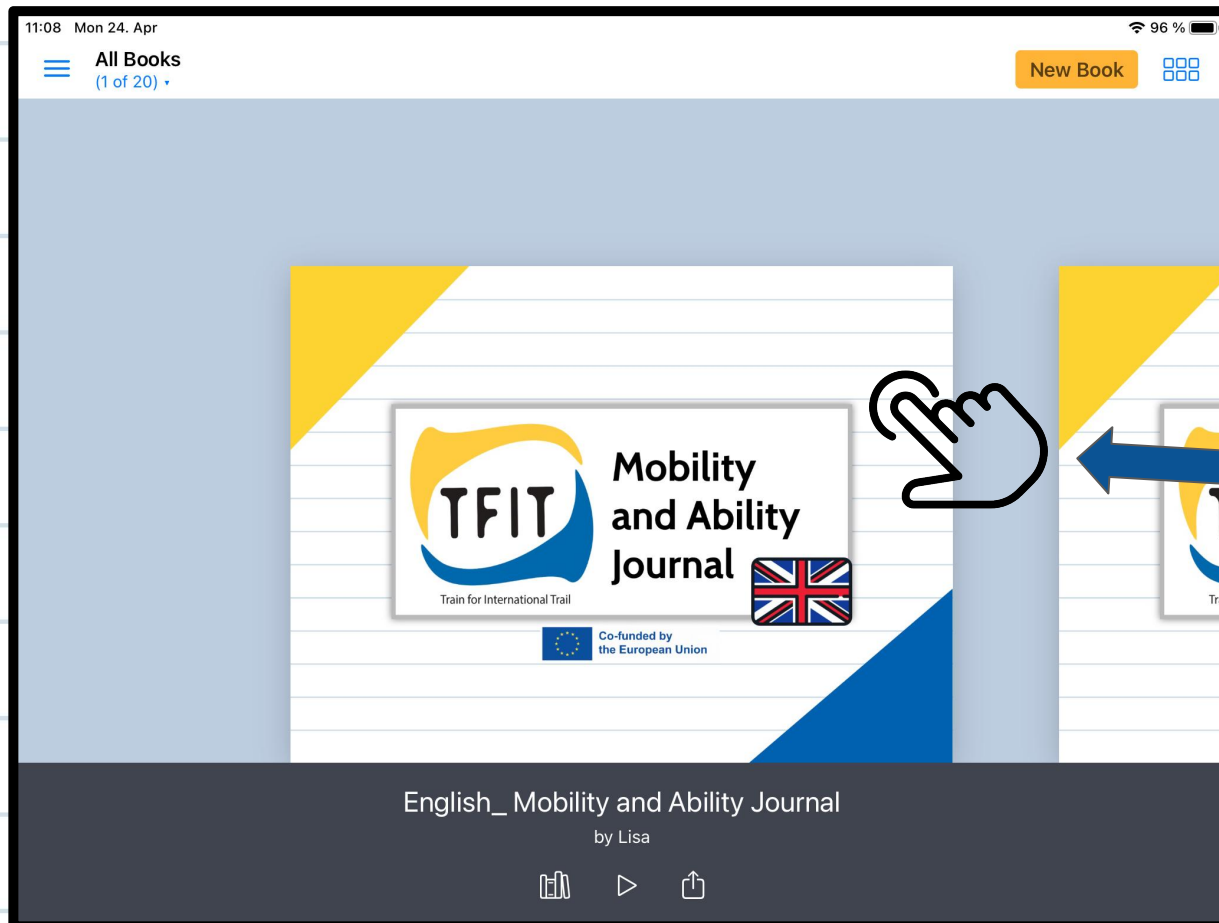 11:08 Mon 24. Apr
96 %
All Books
(1 of 20)
New Book
TFIT
Train for International Trail
Mobility
and Ability
Journal
Co-funded by
the European Union
English_ Mobility and Ability Journal
by Lisa